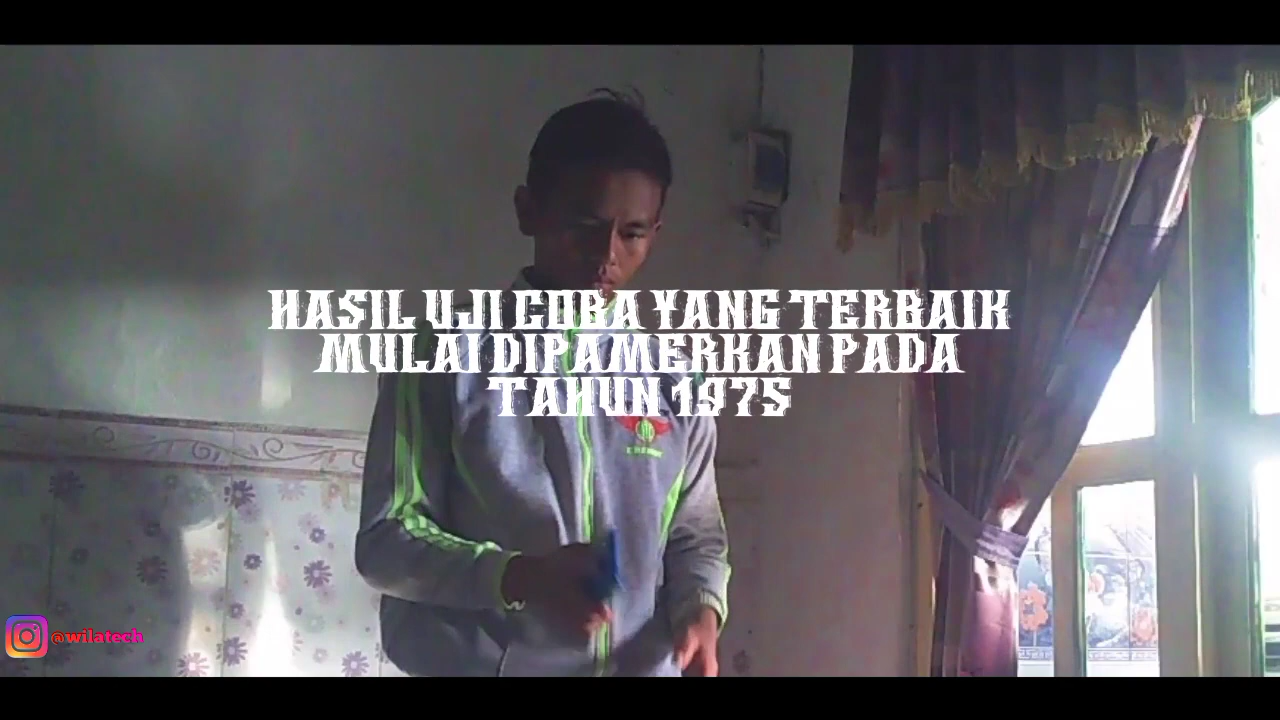 HASIL UJI COBA YANG TERBAIK
MULAI DIPAMERKAN PADA
TAHUN 1975
@wilatech